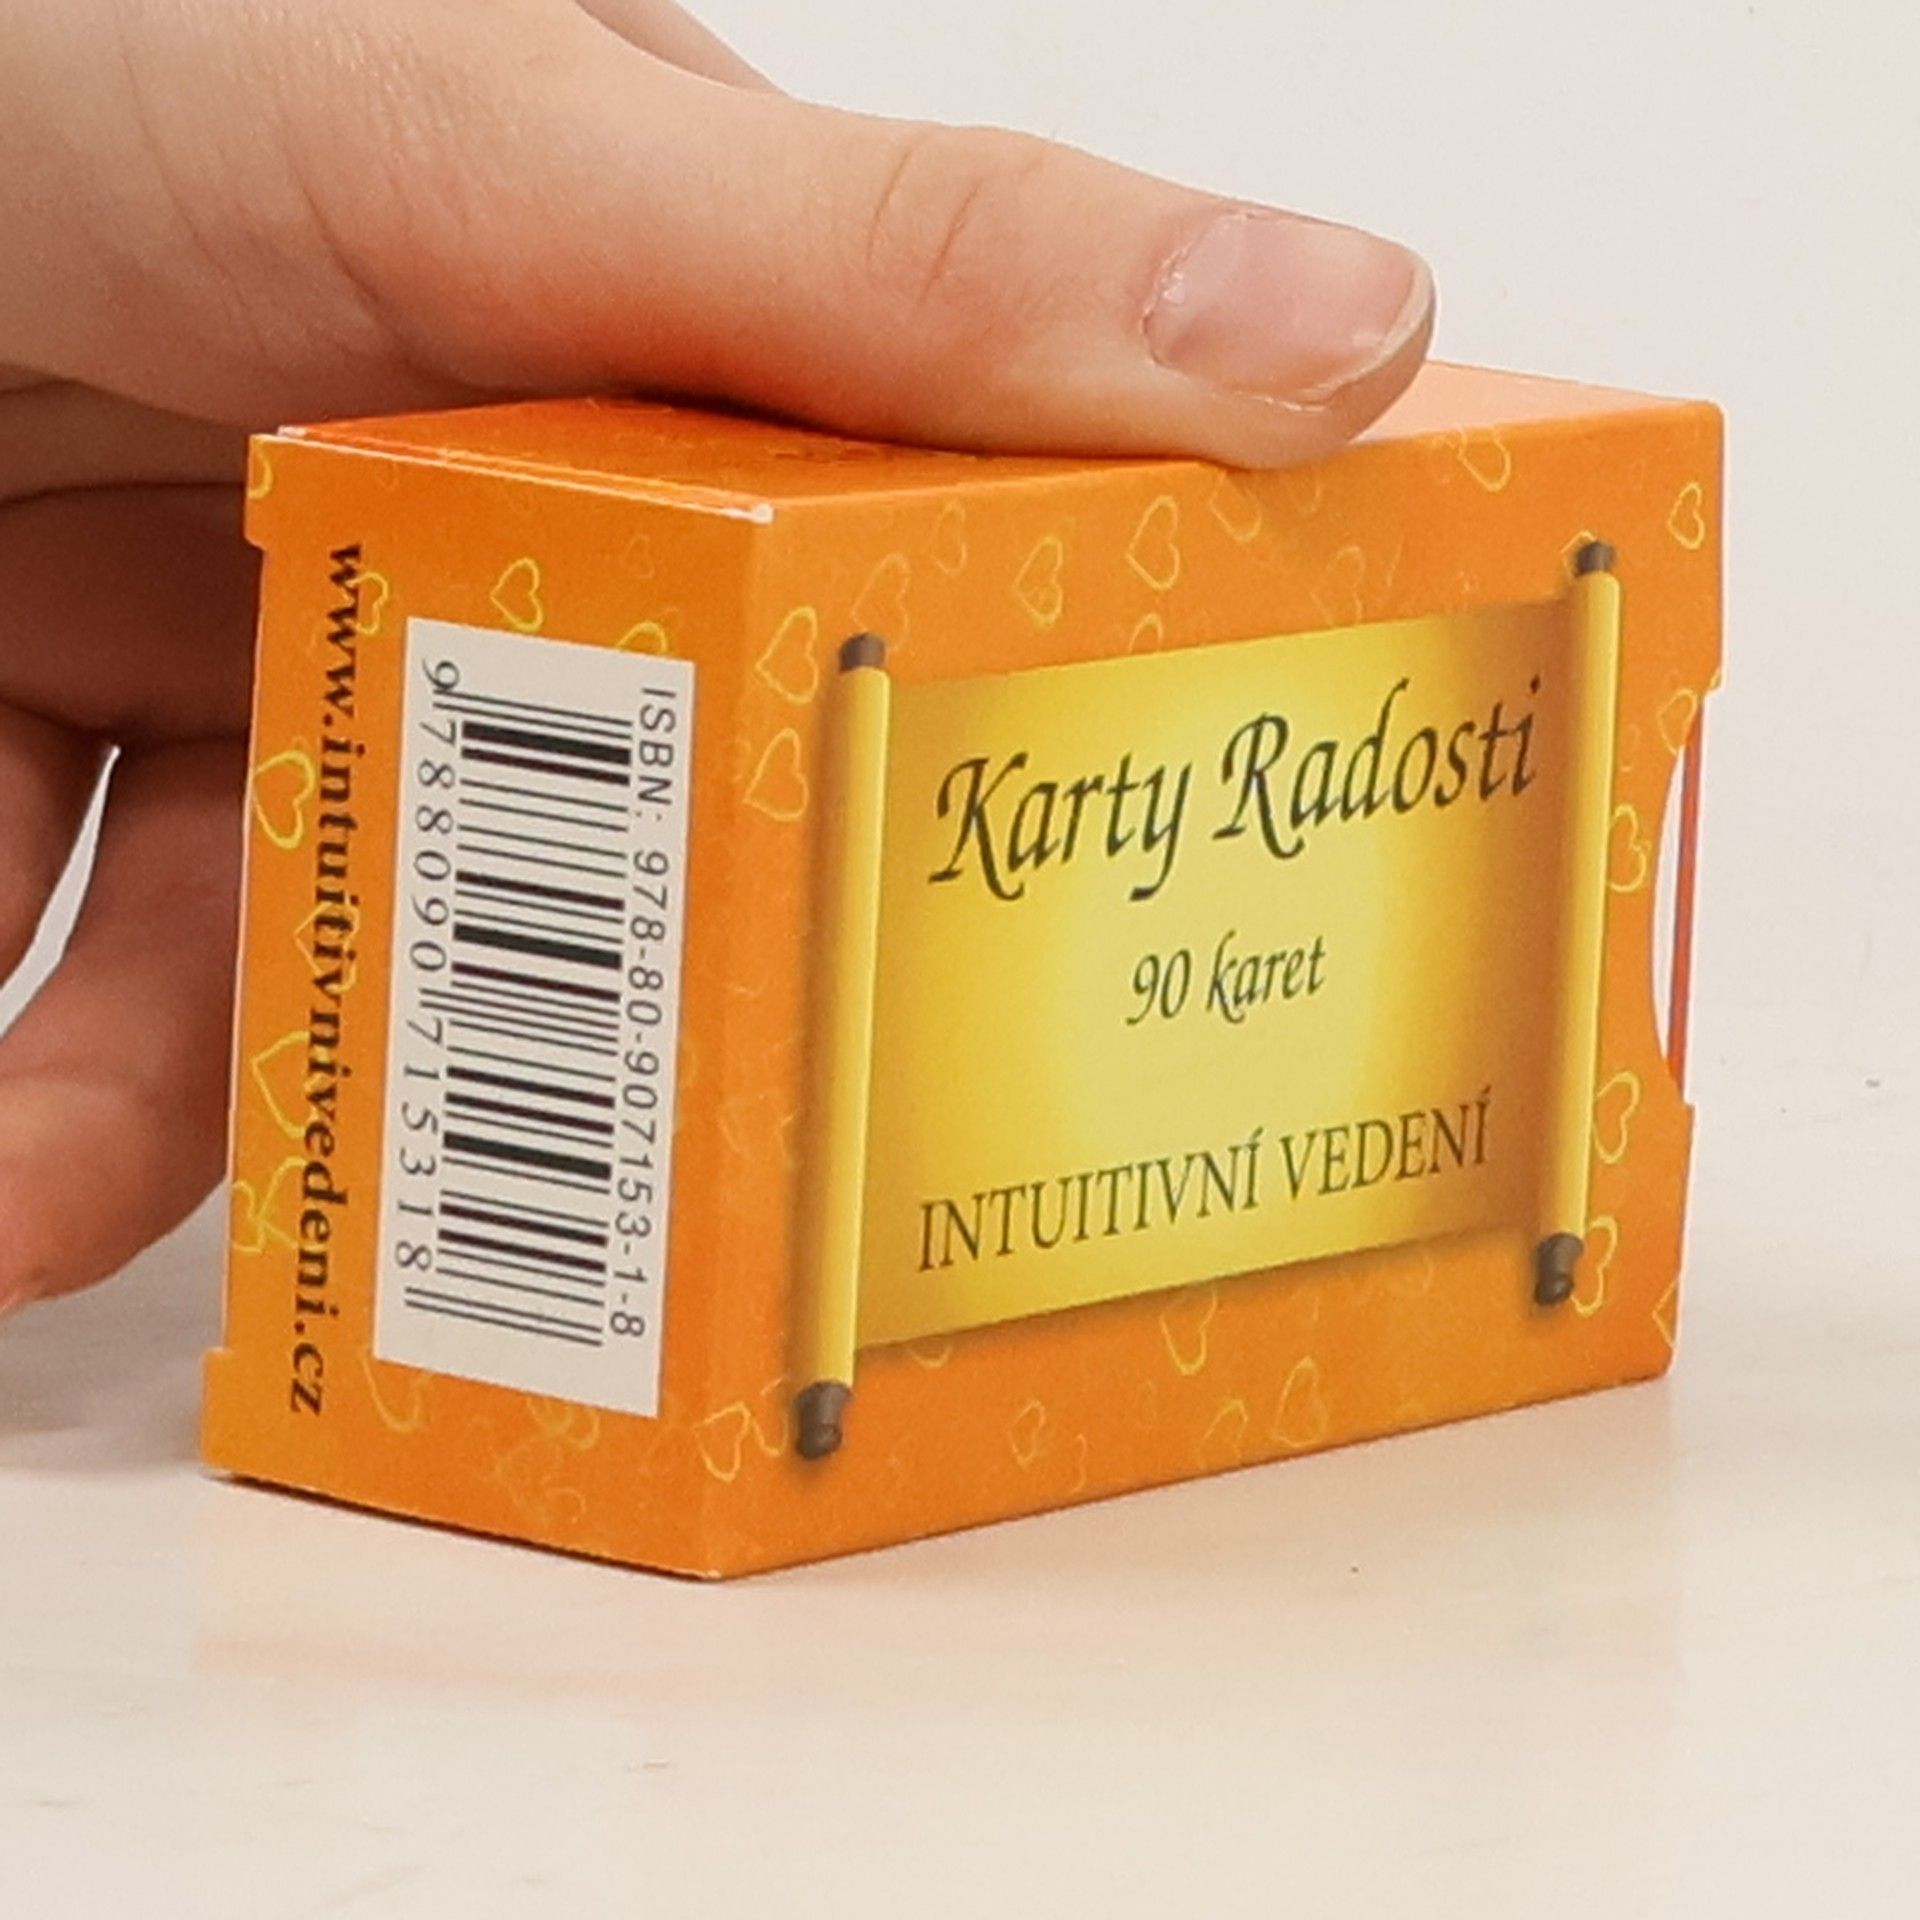 www.intuitivnivedeni.cz
ISBN: 978-80-907153-1-8
9 788090 715318
Karty Radosti
90 karet
INTUITIVNÍ VEDENÍ